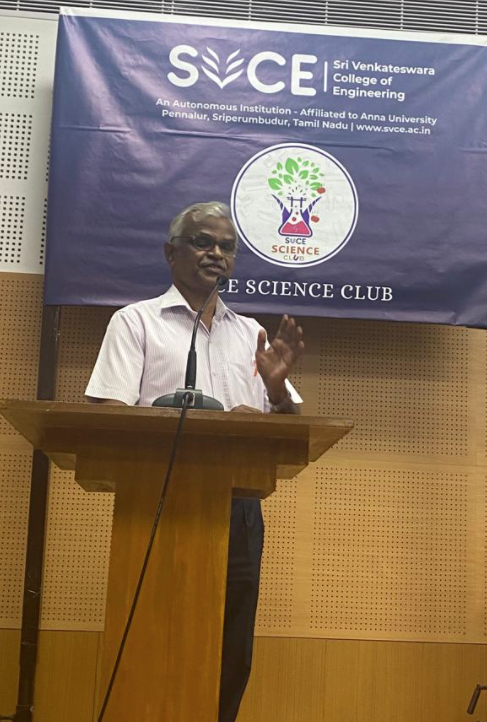 SVCE
Sri Venkateswara
College of
Engineering
An Autonomous Institution - Affiliated to Anna University
Pennalur, Sriperumbudur, Tamil Nadu | www.svce.ac.in
SVCE
SCIENCE
CLUB
CE SCIENCE CLUB